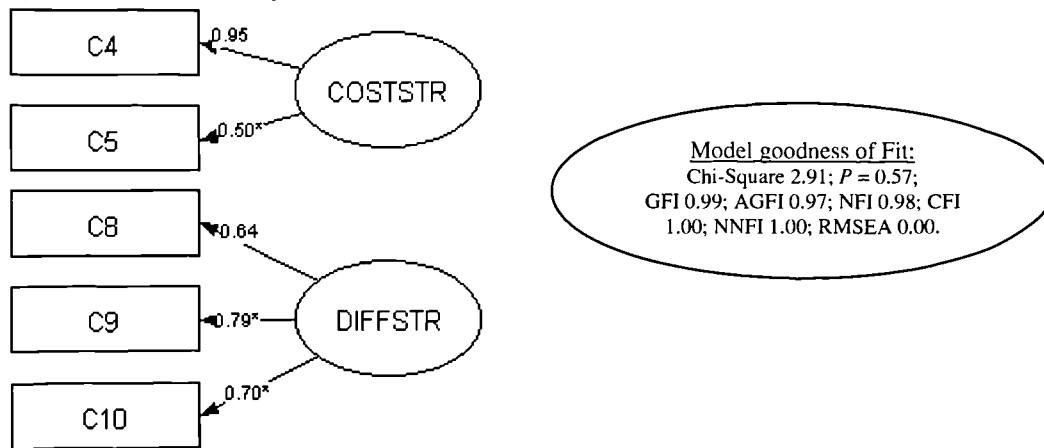 C4
0.95
COSTSTR
C5
0.50*
C8
0.64
C9
0.79*
DIFFSTR
C10
0.70*
Model goodness of Fit:
Chi-Square 2.91; P = 0.57;
GFI 0.99; AGFI 0.97; NFI 0.98; CFI
1.00; NNFI 1.00; RMSEA 0.00.